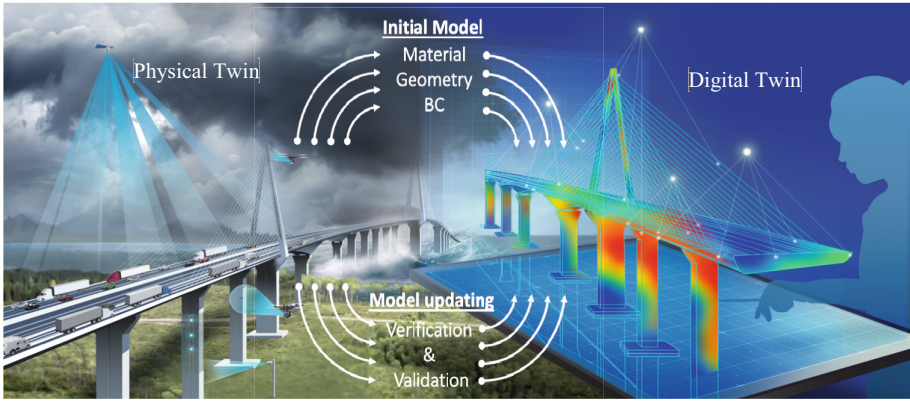 Physical Twin
Initial Model
Material
Geometry
BC
Digital Twin
Model updating
Verification
&
Validation